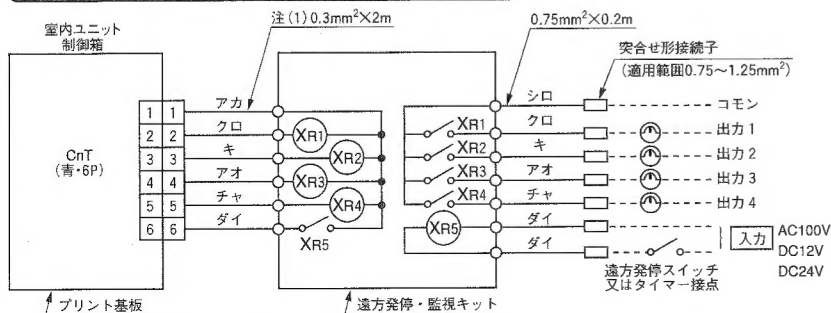 注(1)0.3mm²×2m
0.75mm²×0.2m
室内ユニット
制御箱
突合せ形接続子
(適用範囲0.75〜1.25mm²)
CnT
(青・6P)
1 1 アカ
2 2 クロ
3 3 キ
4 4 アオ
5 5 チャ
6 6 ダイ
XR1
XR2
XR3
XR4
XR5
XR1
XR2
XR3
XR4
XR5
シロ コモン
クロ 出力1
キ 出力2
アオ 出力3
チャ 出力4
ダイ
ダイ
入力
AC100V
DC12V
DC24V
遠方発停スイッチ
又はタイマー接点
プリント基板
遠方発停・監視キット